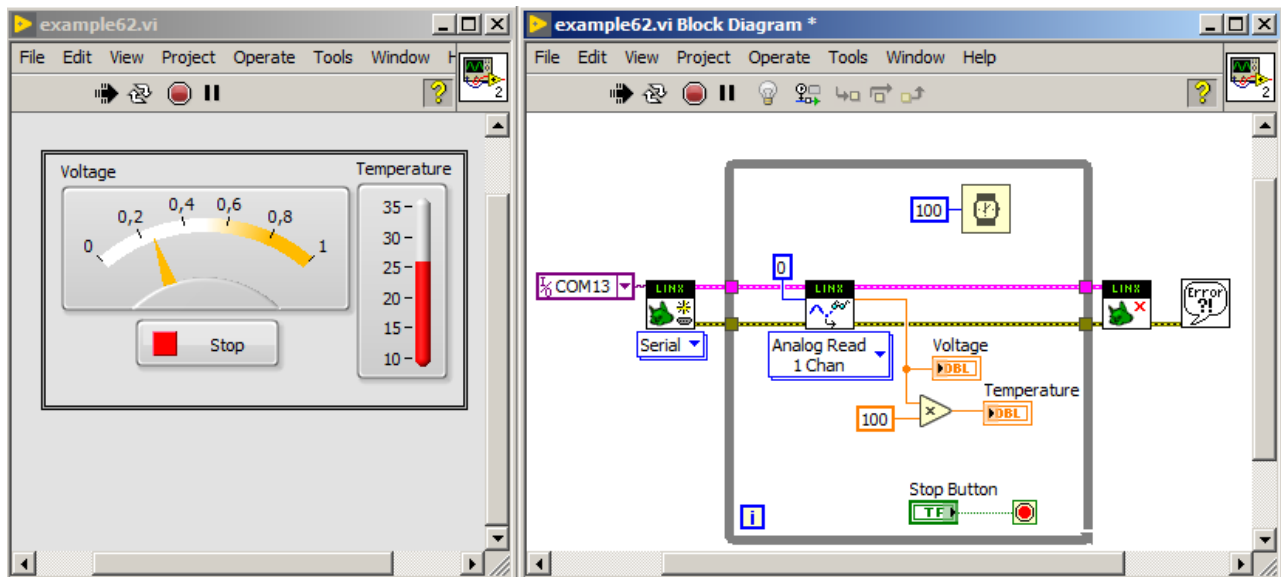 example62.vi
File Edit View Project Operate Tools Window H
2
Voltage
0 0,2 0,4 0,6 0,8 1
Temperature
35
30
25
20
15
10
Stop
example62.vi Block Diagram *
File Edit View Project Operate Tools Window Help
2
100
0
I/O COM13
LINX
LINX
LINX
Error ?!
Serial
Analog Read
1 Chan
Voltage
DBL
Temperature
DBL
100
x
Stop Button
TF
i